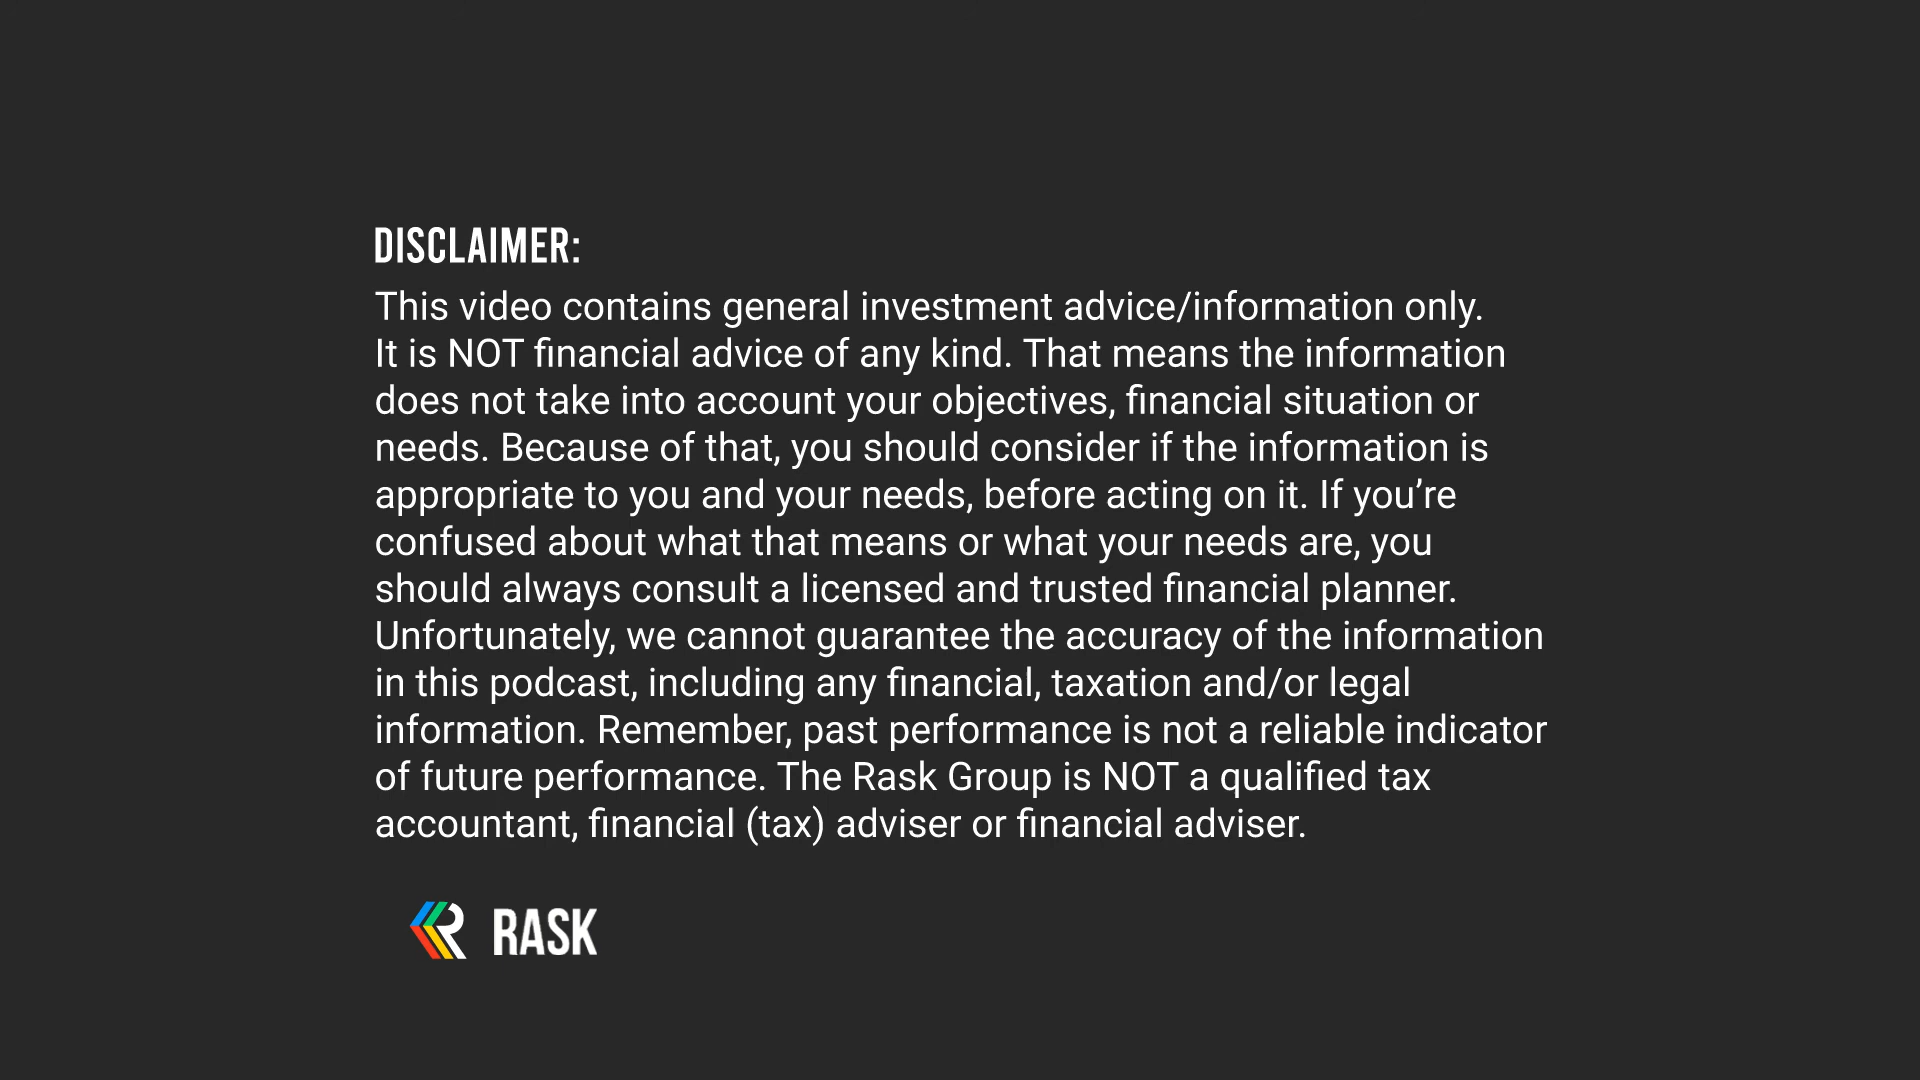 DISCLAIMER:
This video contains general investment advice/information only.
It is NOT financial advice of any kind. That means the information
does not take into account your objectives, financial situation or
needs. Because of that, you should consider if the information is
appropriate to you and your needs, before acting on it. If you’re
confused about what that means or what your needs are, you
should always consult a licensed and trusted financial planner.
Unfortunately, we cannot guarantee the accuracy of the information
in this podcast, including any financial, taxation and/or legal
information. Remember, past performance is not a reliable indicator
of future performance. The Rask Group is NOT a qualified tax
accountant, financial (tax) adviser or financial adviser.
RASK